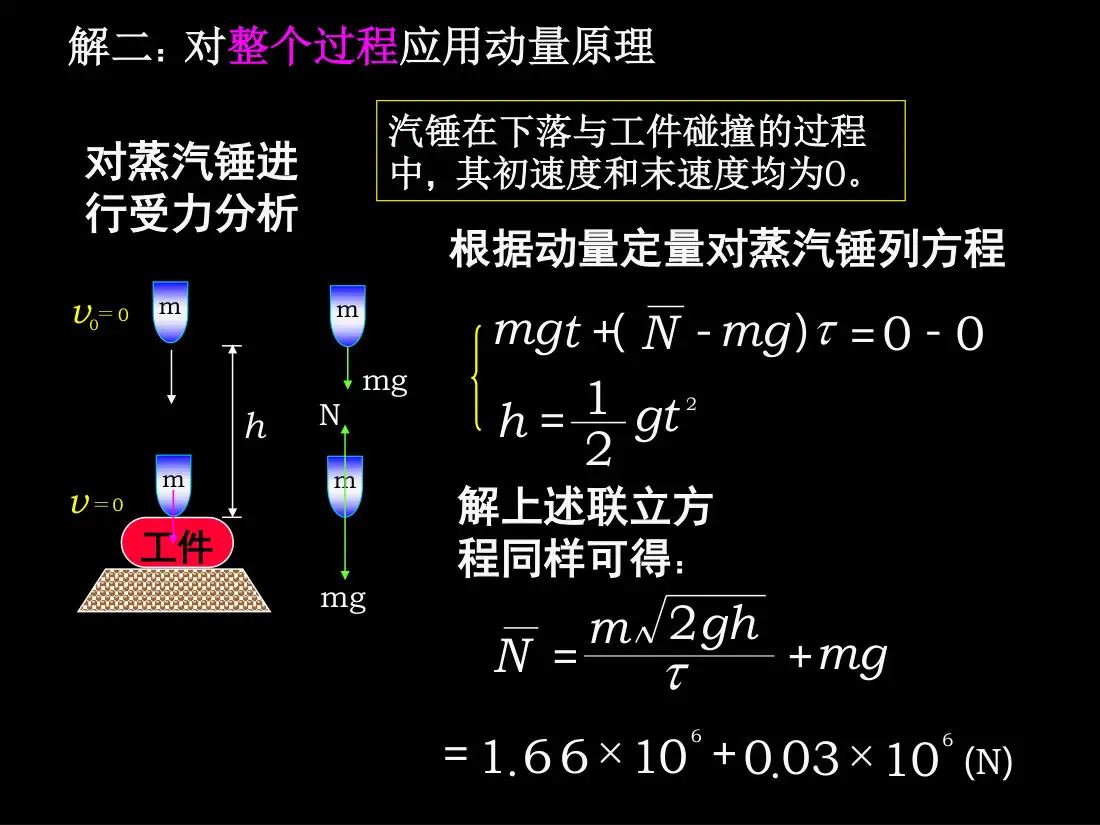 解二：对整个过程应用动量原理
汽锤在下落与工件碰撞的过程
中，其初速度和末速度均为0。
对蒸汽锤进
行受力分析
根据动量定量对蒸汽锤列方程
υ₀=0
m
m
mg
N
h
υ=0
m
m
工件
mg
mgt+(N̅-mg)τ=0-0
h=1/2 gt²
解上述联立方
程同样可得：
N̅=m√2gh/τ+mg
=1.66×10⁶+0.03×10⁶(N)